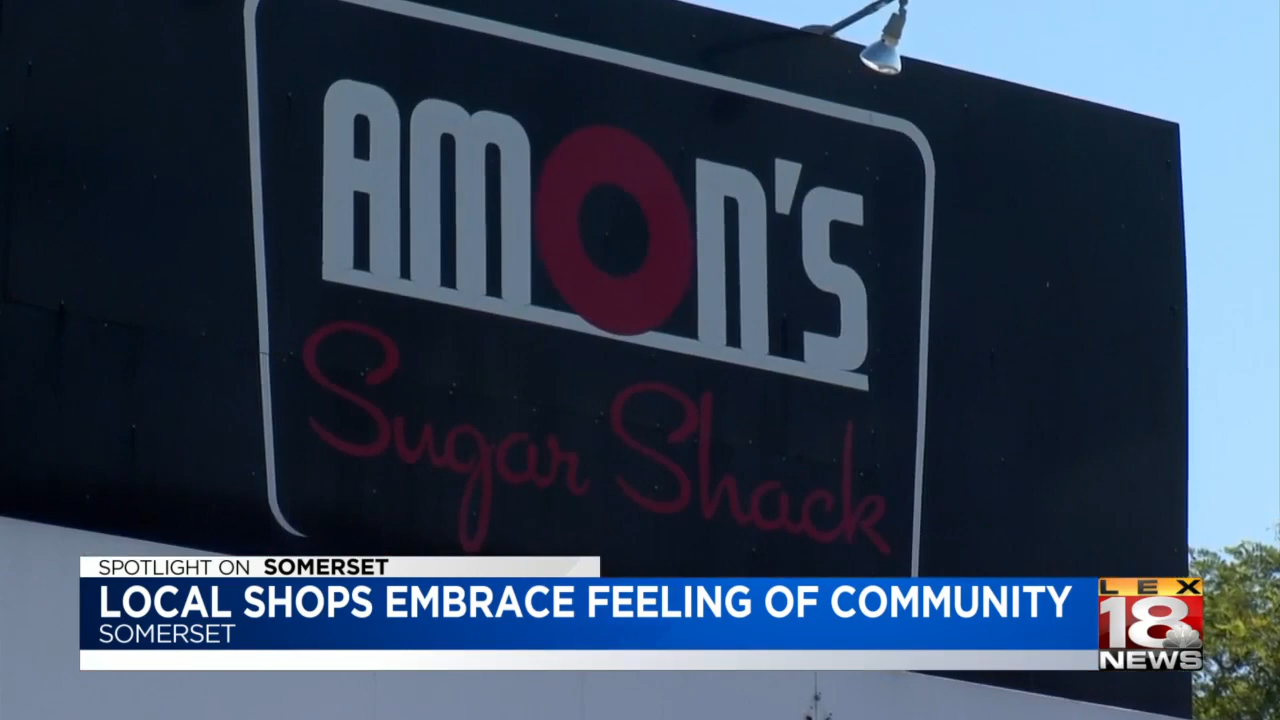 AMON'S
Sugar Shack
SPOTLIGHT ON SOMERSET
LOCAL SHOPS EMBRACE FEELING OF COMMUNITY
SOMERSET
LEX
18
NEWS